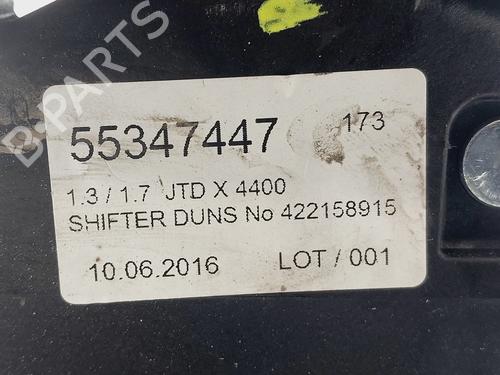 B-PARTS
55347447 173
1.3 / 1.7 JTD X 4400
SHIFTER DUNS No 422158915
10.06.2016 LOT / 001